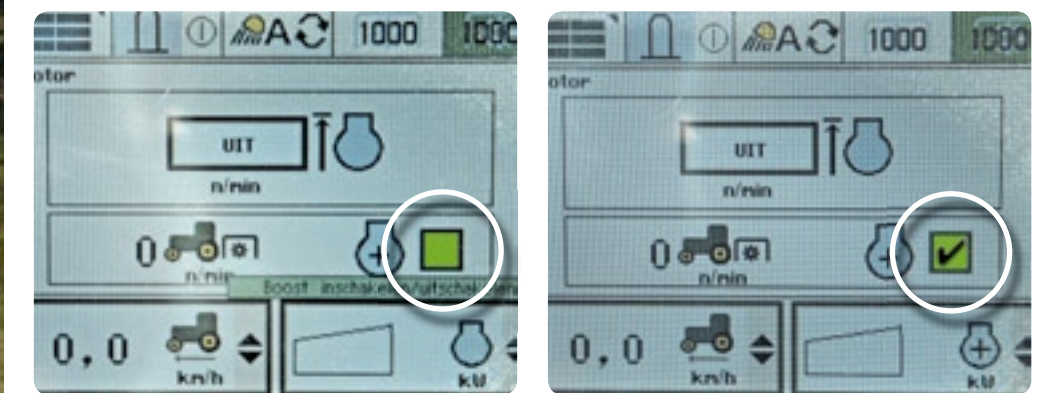 A 1000 1000
otor
UIT
n/min
0
n/min
Boost inschakelen/uitschakelen
0,0
km/h
kW
A 1000 1000
otor
UIT
n/min
0
n/min
0,0
km/h
kW